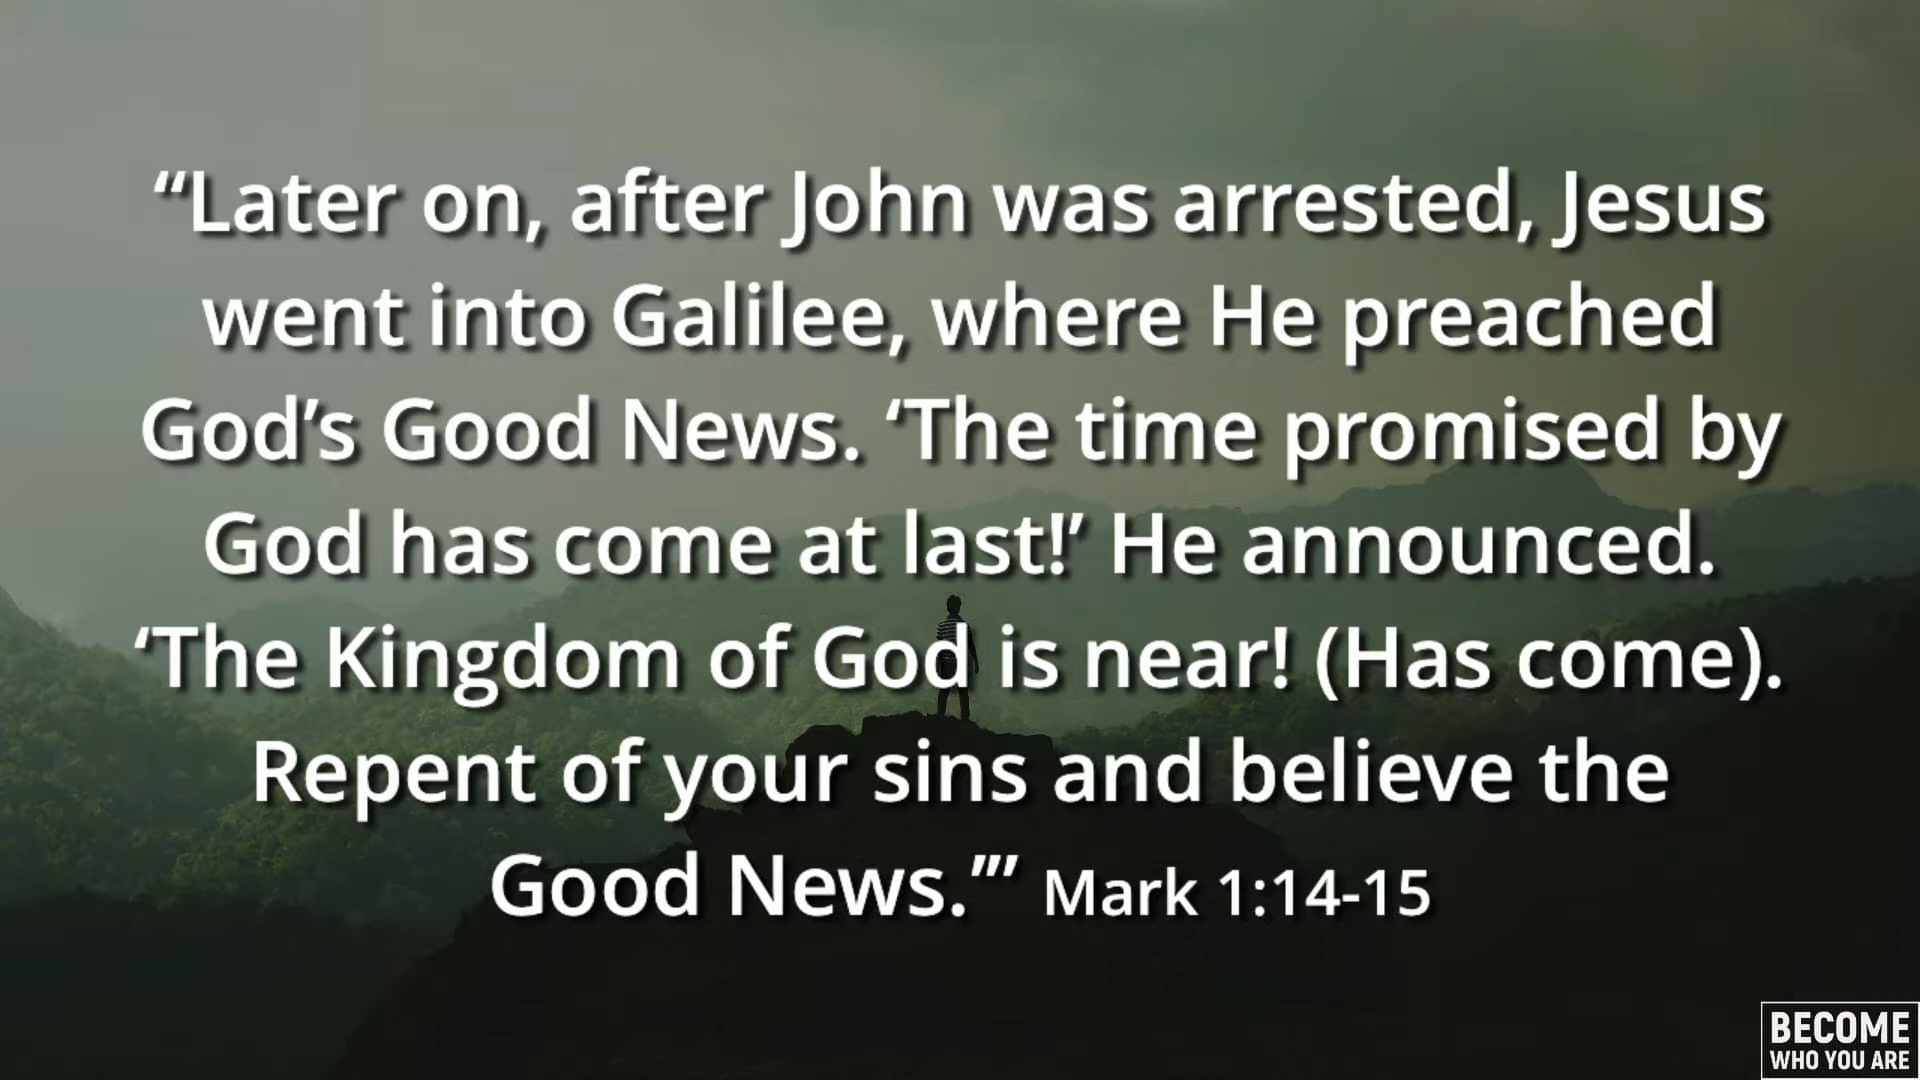 “Later on, after John was arrested, Jesus
went into Galilee, where He preached
God’s Good News. ‘The time promised by
God has come at last!’ He announced.
‘The Kingdom of God is near! (Has come).
Repent of your sins and believe the
Good News.’” Mark 1:14-15
BECOME
WHO YOU ARE